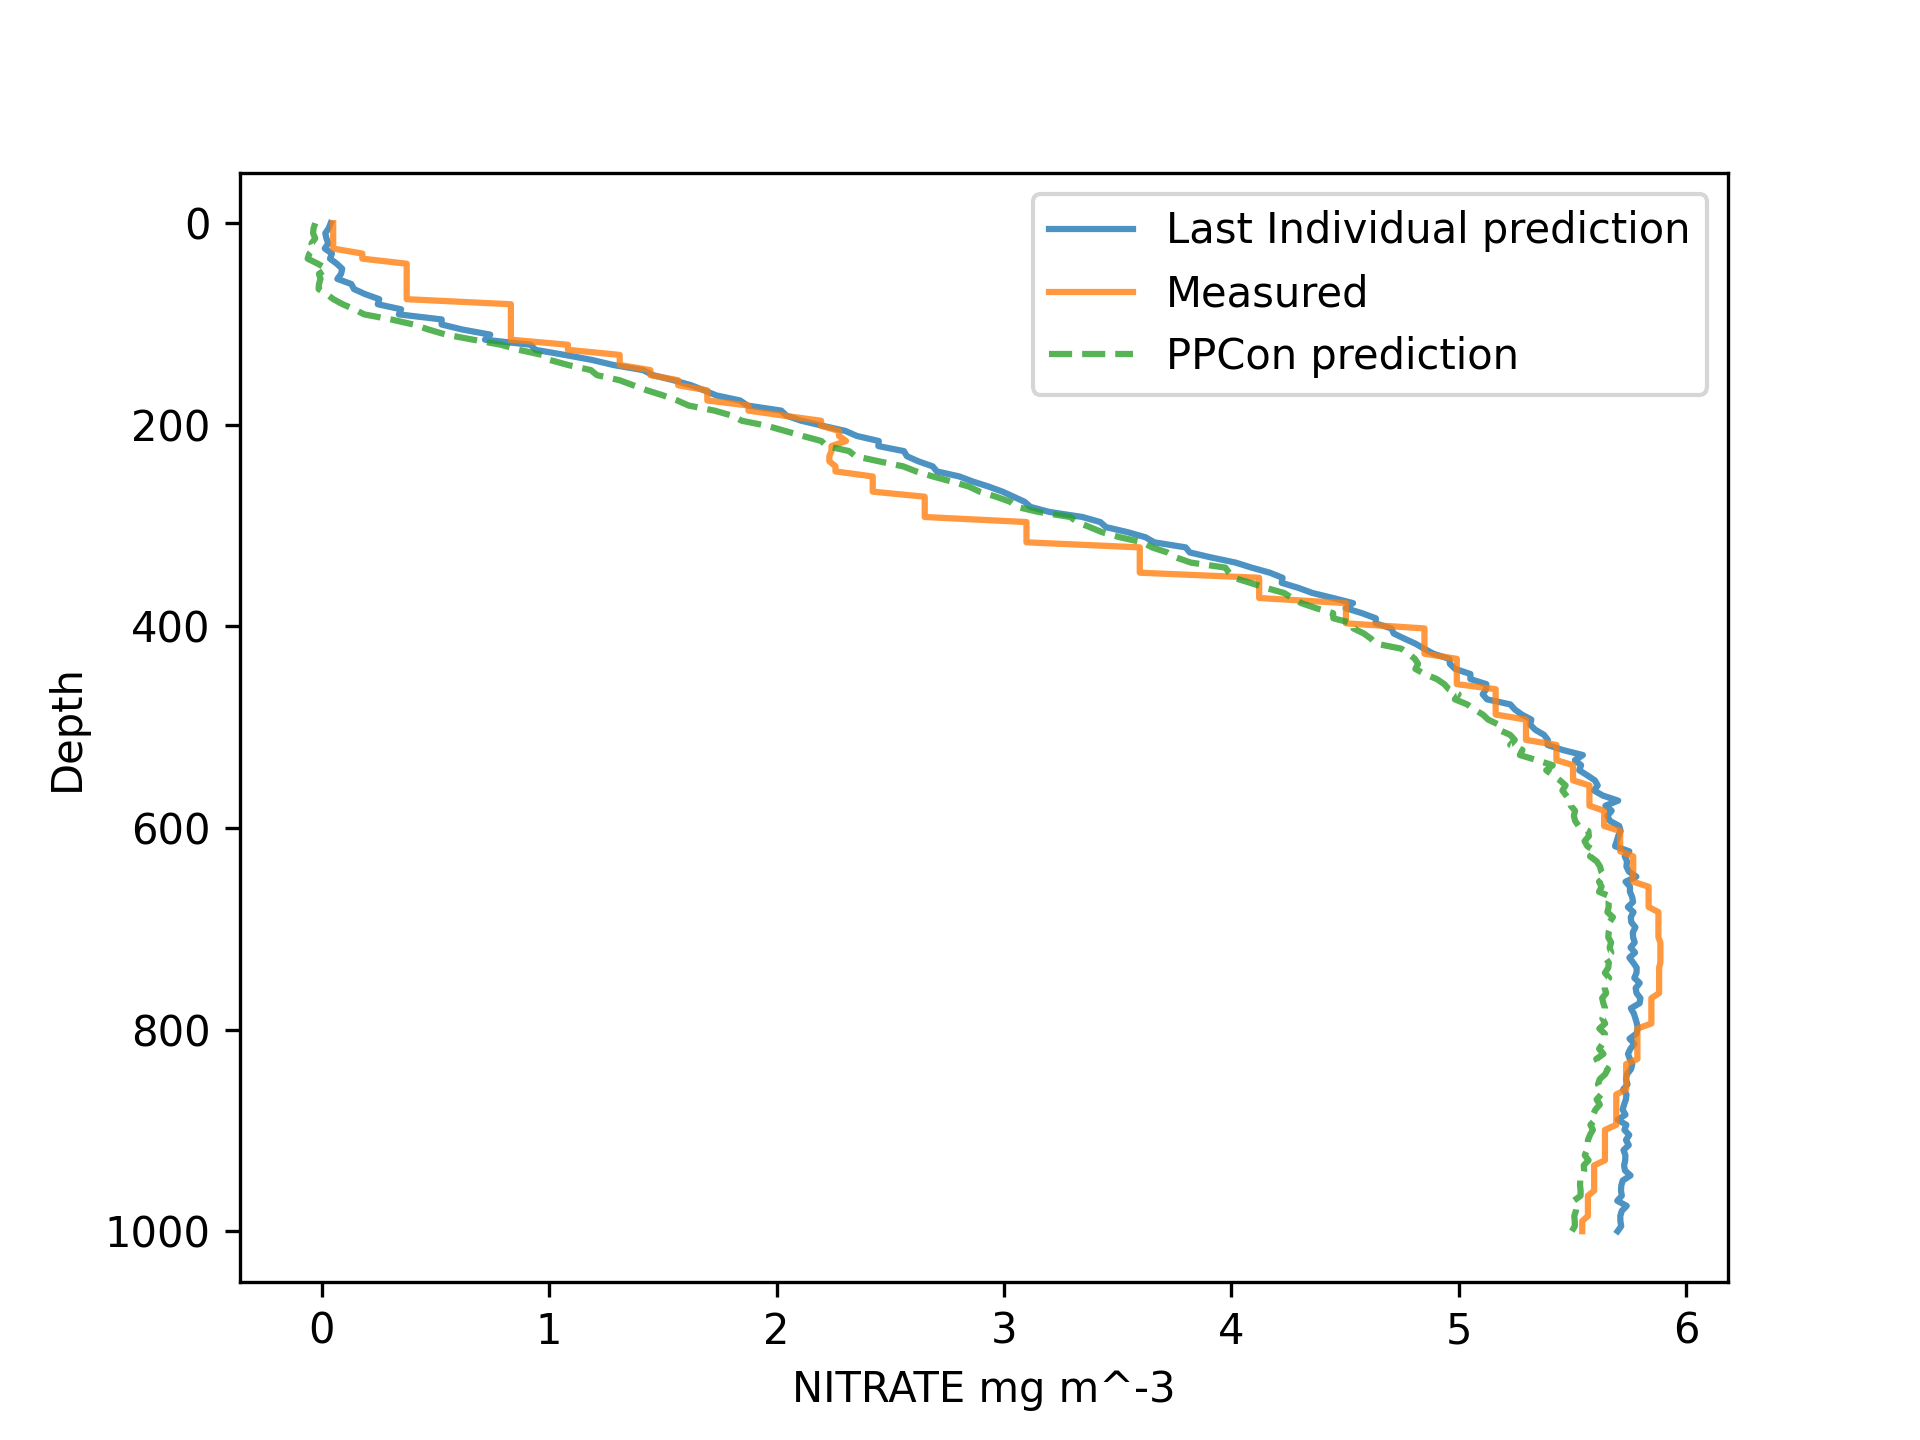 Last Individual prediction
Measured
PPCon prediction
0
200
400
600
800
1000
Depth
0 1 2 3 4 5 6
NITRATE mg m^-3